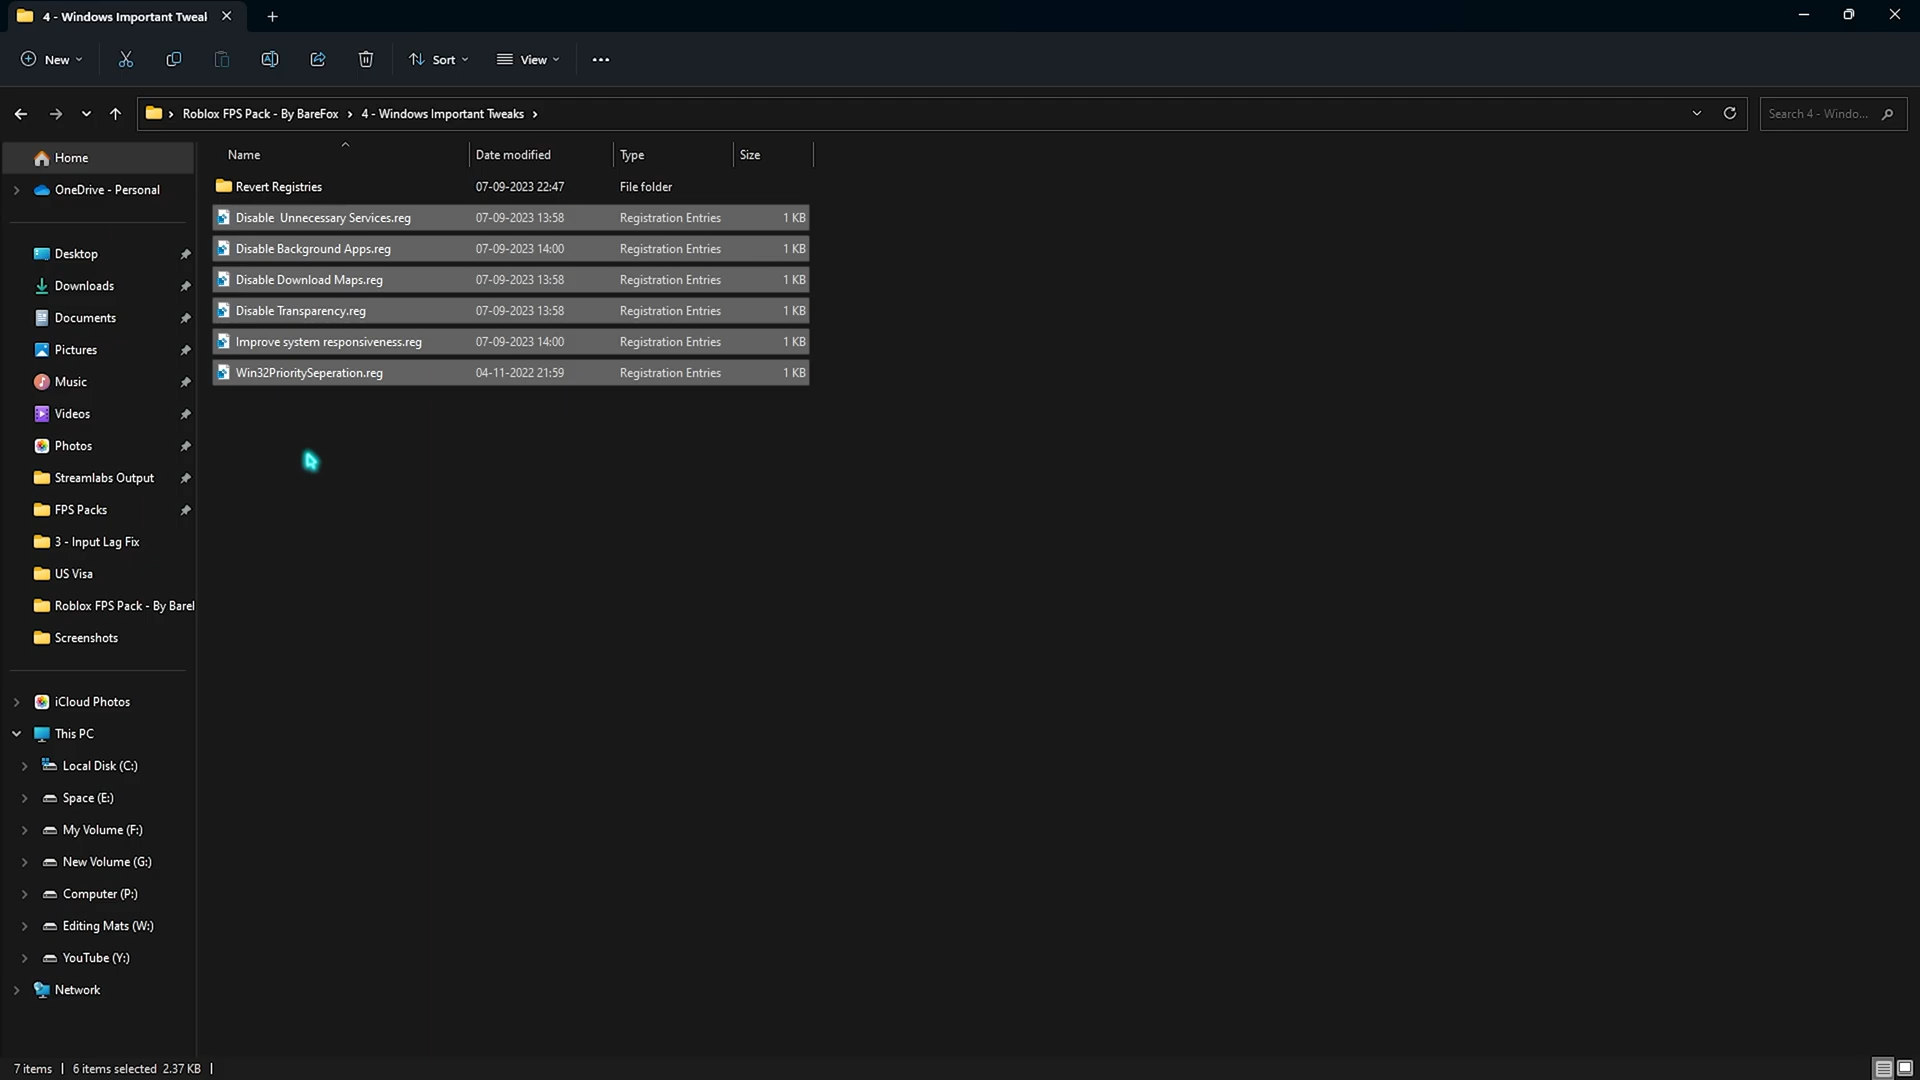 4 - Windows Important Tweal
New
Sort
View
Roblox FPS Pack - By BareFox > 4 - Windows Important Tweaks >
Search 4 - Windo...
Name Date modified Type Size
Home
OneDrive - Personal
Desktop
Downloads
Documents
Pictures
Music
Videos
Photos
Streamlabs Output
FPS Packs
3 - Input Lag Fix
US Visa
Roblox FPS Pack - By Barel
Screenshots
iCloud Photos
This PC
Local Disk (C:)
Space (E:)
My Volume (F:)
New Volume (G:)
Computer (P:)
Editing Mats (W:)
YouTube (Y:)
Network
Revert Registries 07-09-2023 22:47 File folder
Disable  Unnecessary Services.reg 07-09-2023 13:58 Registration Entries 1 KB
Disable Background Apps.reg 07-09-2023 14:00 Registration Entries 1 KB
Disable Download Maps.reg 07-09-2023 13:58 Registration Entries 1 KB
Disable Transparency.reg 07-09-2023 13:58 Registration Entries 1 KB
Improve system responsiveness.reg 07-09-2023 14:00 Registration Entries 1 KB
Win32PrioritySeperation.reg 04-11-2022 21:59 Registration Entries 1 KB
7 items | 6 items selected 2.37 KB |